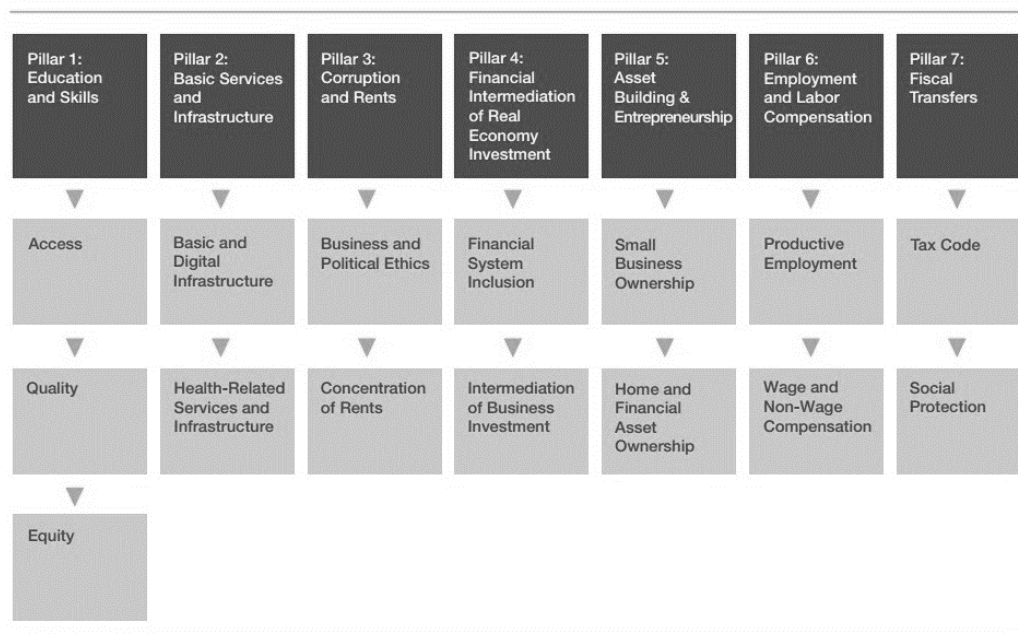 Pillar 1:
Education
and Skills
Pillar 2:
Basic Services
and
Infrastructure
Pillar 3:
Corruption
and Rents
Pillar 4:
Financial
Intermediation
of Real
Economy
Investment
Pillar 5:
Asset
Building &
Entrepreneurship
Pillar 6:
Employment
and Labor
Compensation
Pillar 7:
Fiscal
Transfers
Access
Basic and
Digital
Infrastructure
Business and
Political Ethics
Financial
System
Inclusion
Small
Business
Ownership
Productive
Employment
Tax Code
Quality
Health-Related
Services and
Infrastructure
Concentration
of Rents
Intermediation
of Business
Investment
Home and
Financial
Asset
Ownership
Wage and
Non-Wage
Compensation
Social
Protection
Equity